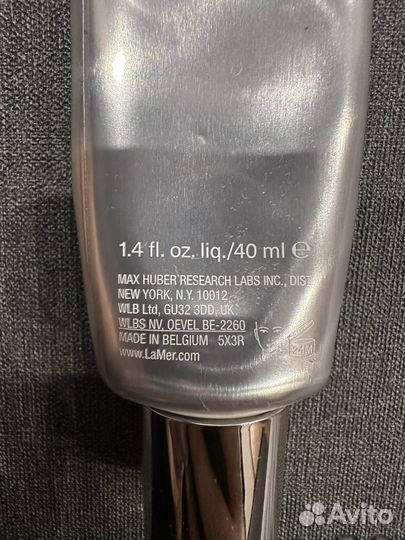 1.4 fl. oz. liq./40 ml ℮
MAX HUBER RESEARCH LABS INC., DIST.
NEW YORK, N.Y. 10012
WLB Ltd, GU32 3DD, UK
WLBS NV. OEVEL BE-2260
MADE IN BELGIUM 5X3R
www.LaMer.com
24M
Avito